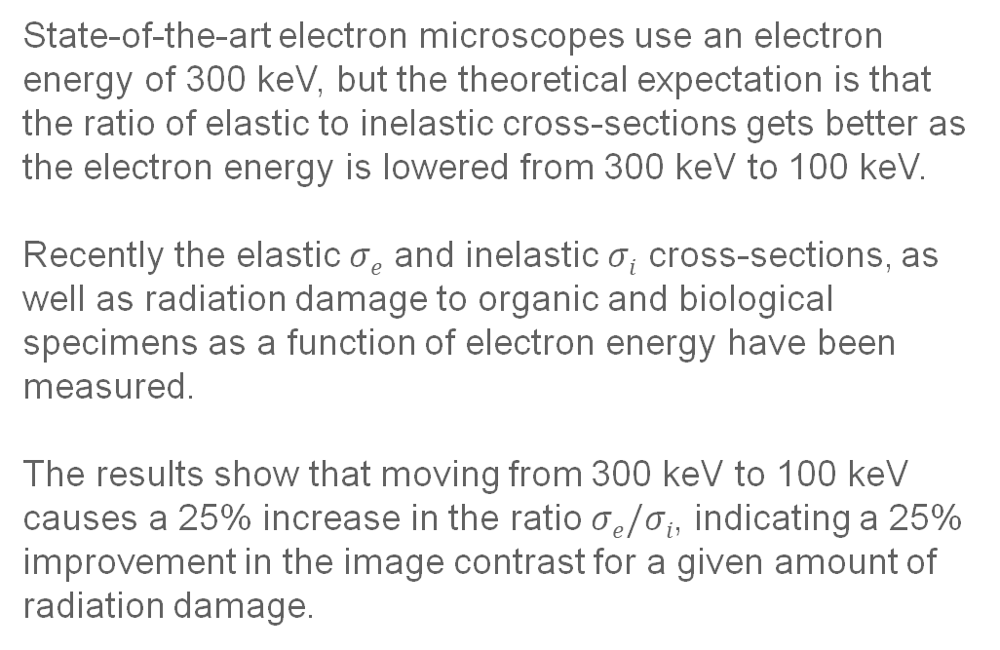 State-of-the-art electron microscopes use an electron
energy of 300 keV, but the theoretical expectation is that
the ratio of elastic to inelastic cross-sections gets better as
the electron energy is lowered from 300 keV to 100 keV.
Recently the elastic σₑ and inelastic σᵢ cross-sections, as
well as radiation damage to organic and biological
specimens as a function of electron energy have been
measured.
The results show that moving from 300 keV to 100 keV
causes a 25% increase in the ratio σₑ/σᵢ, indicating a 25%
improvement in the image contrast for a given amount of
radiation damage.